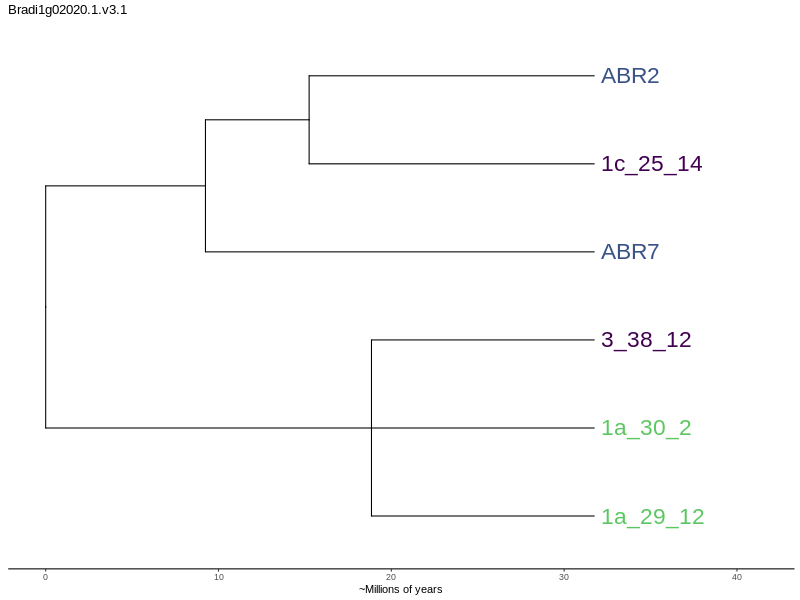 Bradi1g02020.1.v3.1
ABR2
1c_25_14
ABR7
3_38_12
1a_30_2
1a_29_12
0 10 20 30 40
~Millions of years